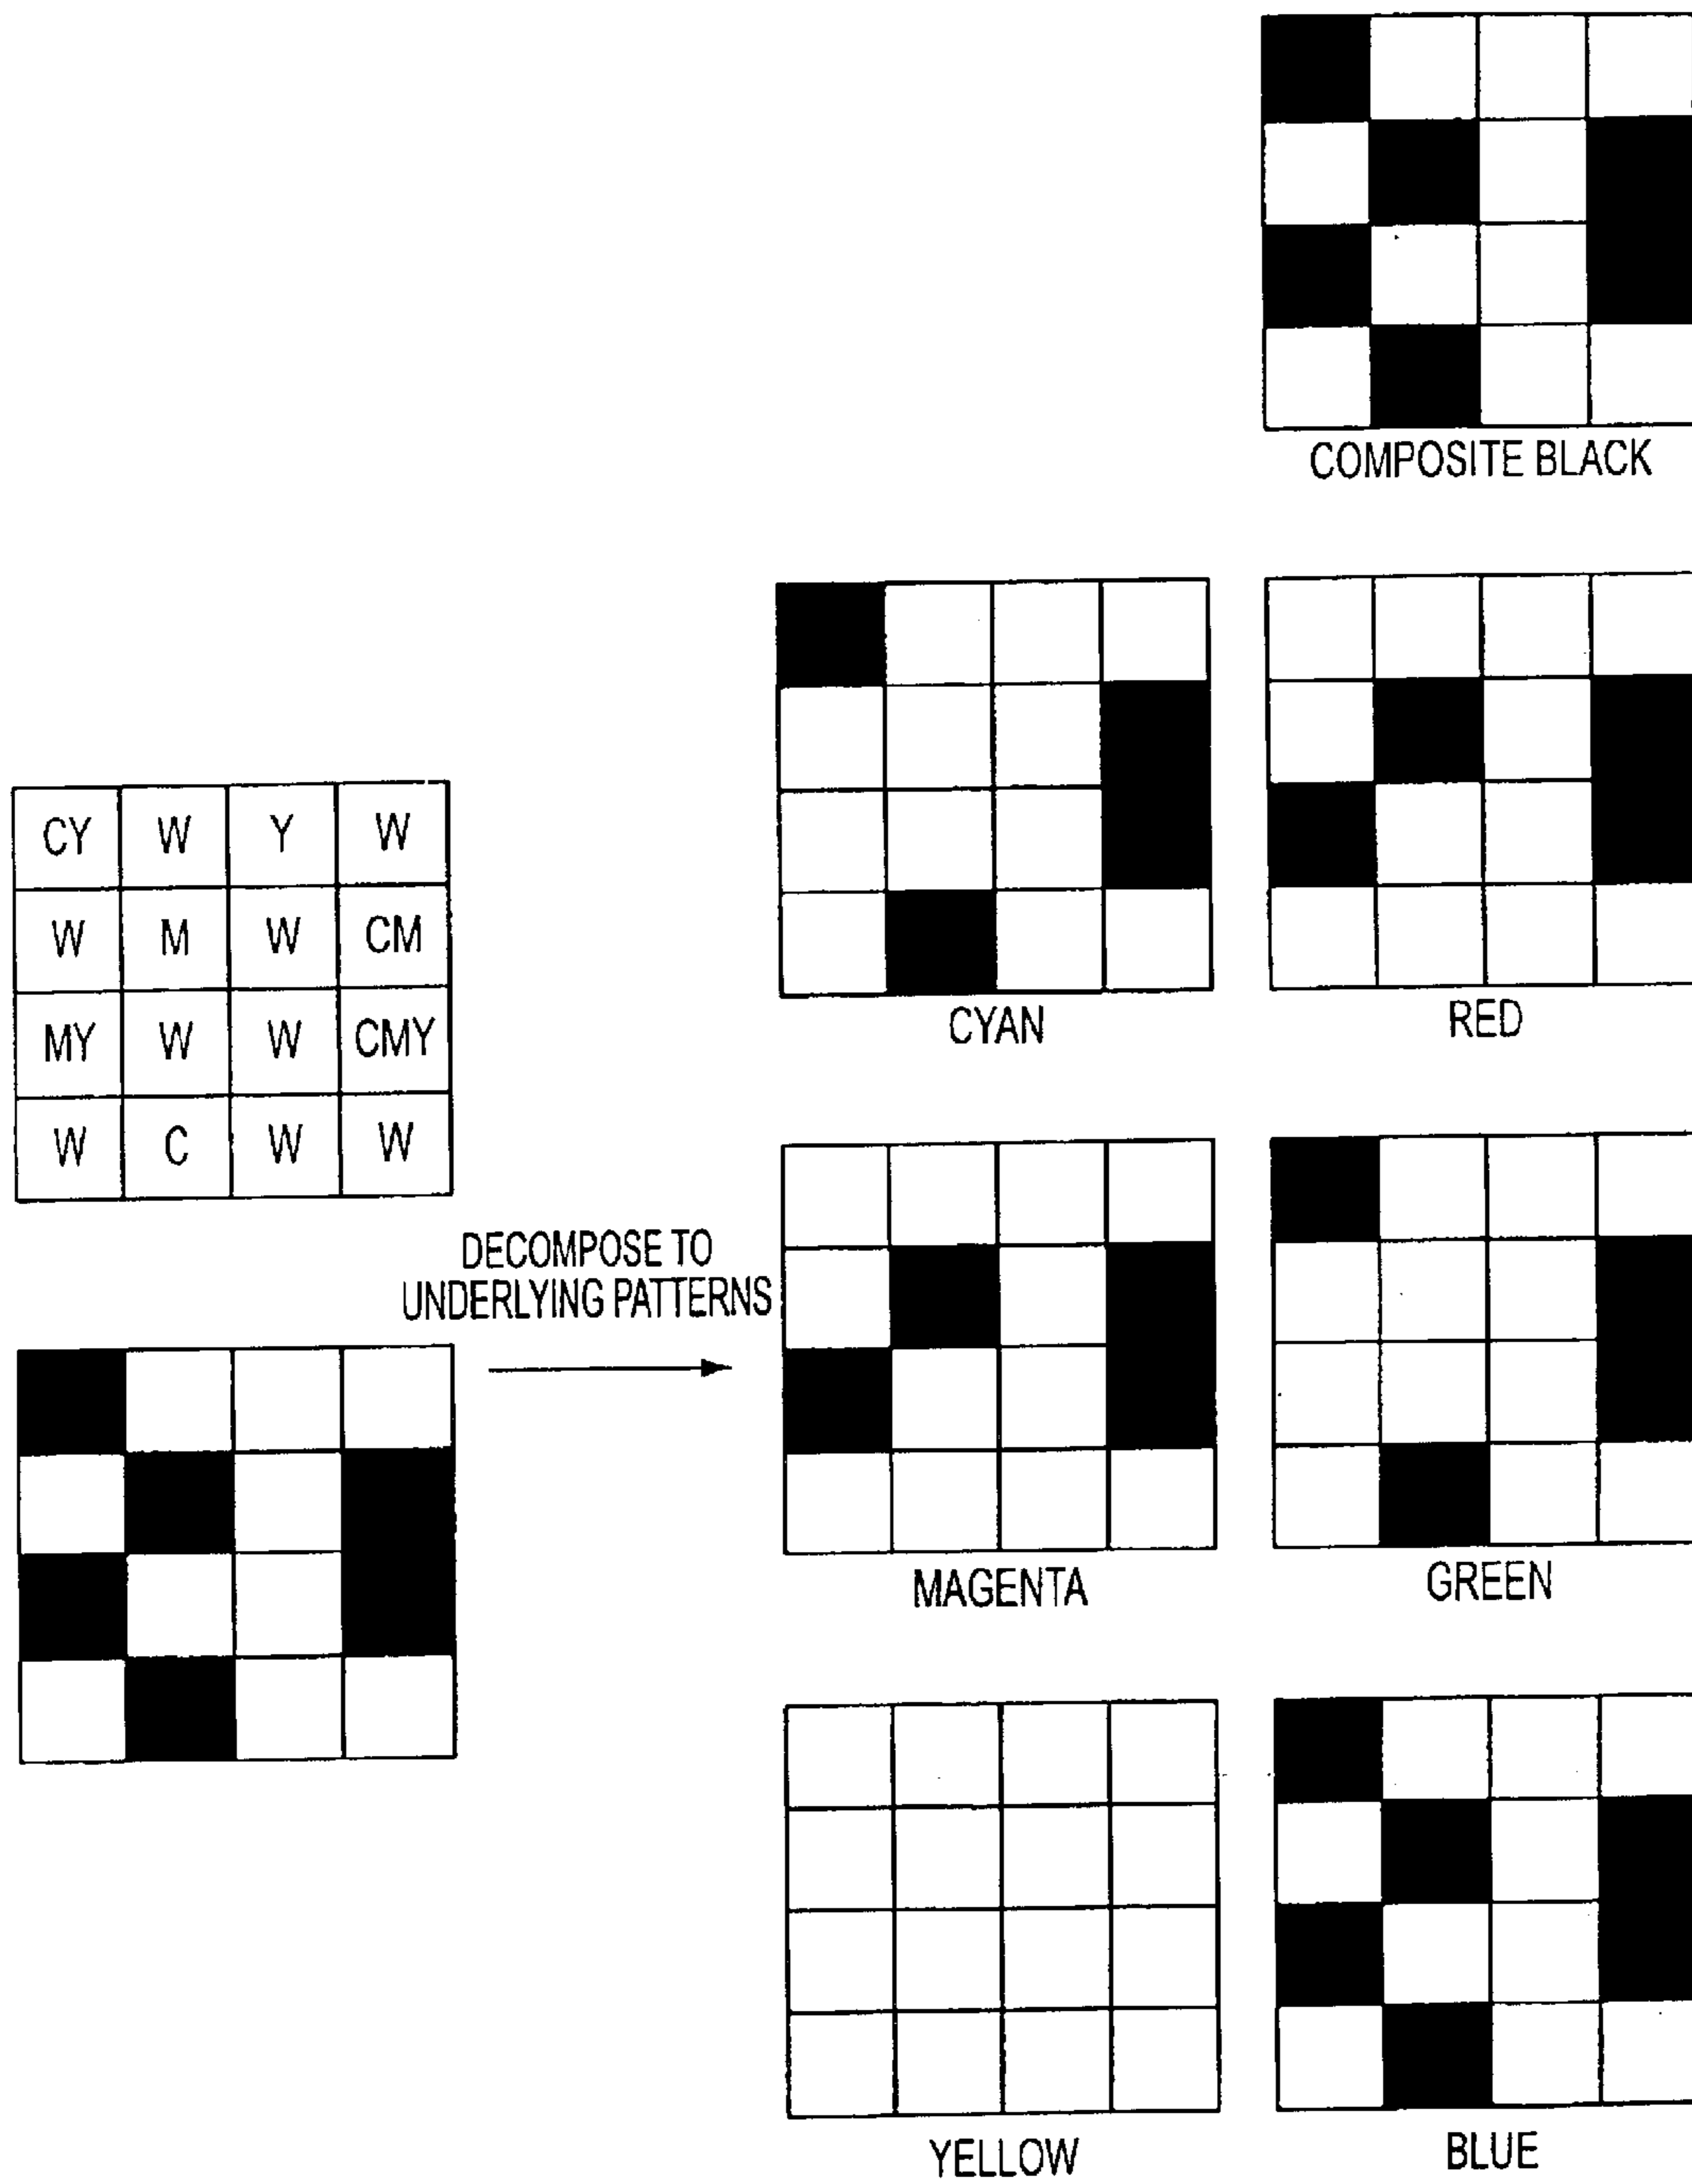 COMPOSITE BLACK
CYAN RED
CY W Y W
W M W CM
MY W W CMY
W C W W
DECOMPOSE TO
UNDERLYING PATTERNS
MAGENTA GREEN
YELLOW BLUE